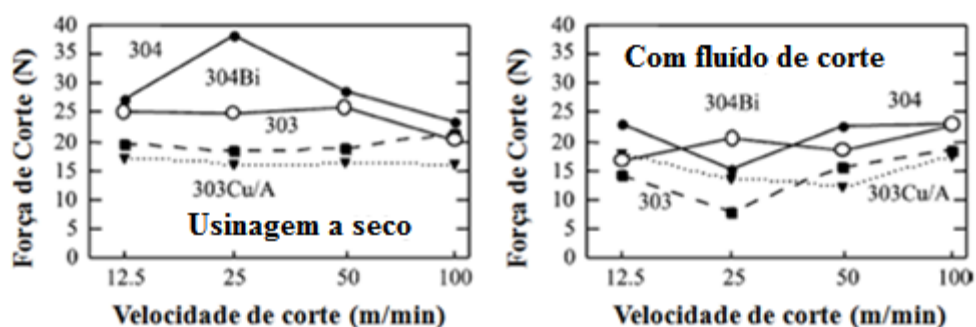 Força de Corte (N)
40
35
30
25
20
15
10
5
0
304
304Bi
303
303Cu/A
Usinagem a seco
12.5 25 50 100
Velocidade de corte (m/min)
Força de Corte (N)
40
35
30
25
20
15
10
5
0
Com fluído de corte
304Bi
304
303
303Cu/A
12.5 25 50 100
Velocidade de corte (m/min)